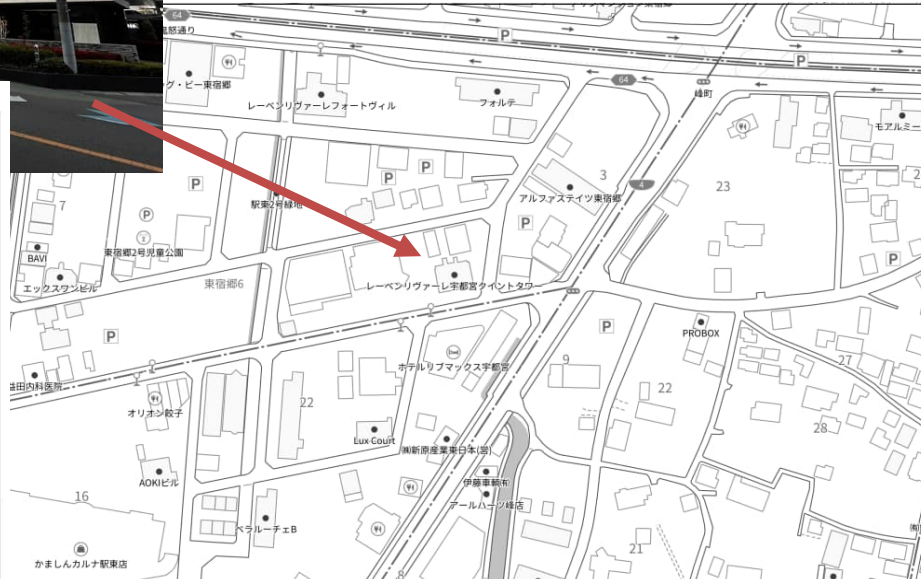 64
鬼怒通り
P
64
P
グ・ビー東宿郷
レーベンリヴァーレフォートヴィル
フォルテ
峰町
モアルミー
P
P
P
3
4
23
2
アルファステイツ東宿郷
7
駅東2号緑地
P
P
BAVI
東宿郷2号児童公園
P
エックスワンビル
東宿郷6
レーベンリヴァーレ宇都宮クイントタワー
P
P
PROBOX
27
益田内科医院
ホテルリブマックス宇都宮
9
22
22
オリオン餃子
28
Lux Court
㈱新原産業東日本(営)
AOKIビル
伊藤車輌㈲
16
アールハーツ峰店
ベラルーチェB
かましんカルナ駅東店
21
8